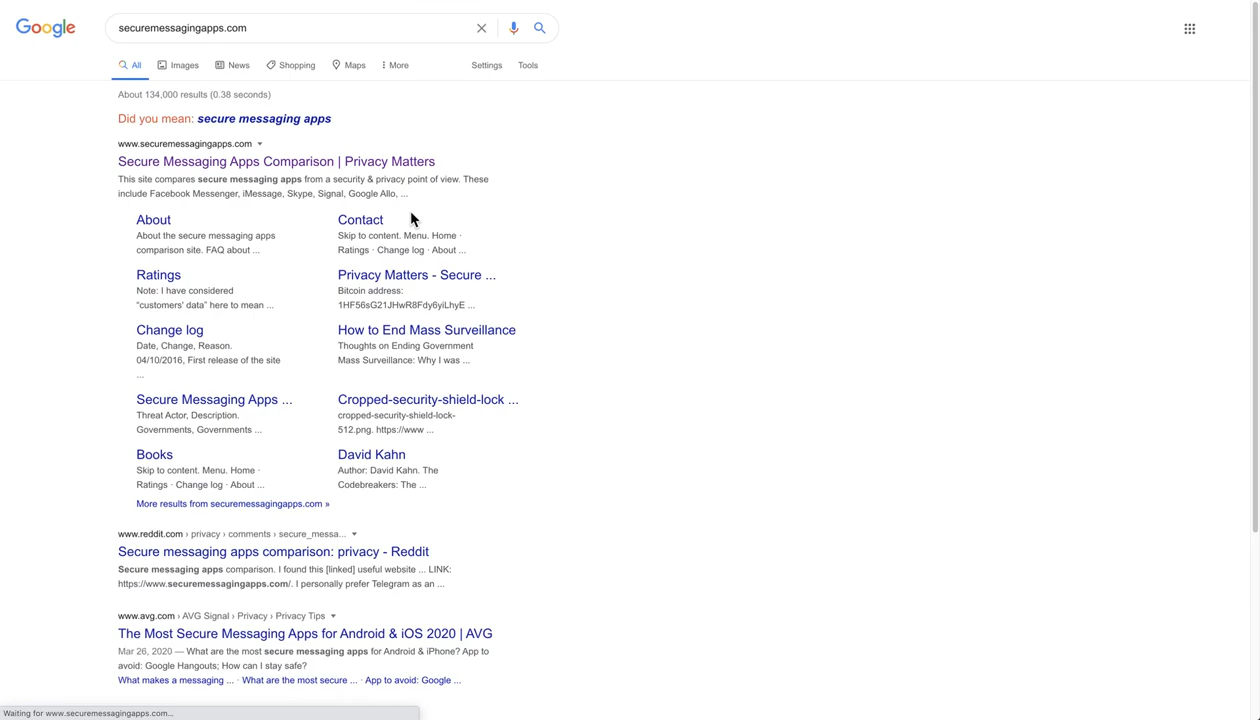 Google
securemessagingapps.com
All Images News Shopping Maps More Settings Tools
About 134,000 results (0.38 seconds)
Did you mean: secure messaging apps
www.securemessagingapps.com
Secure Messaging Apps Comparison | Privacy Matters
This site compares secure messaging apps from a security & privacy point of view. These
include Facebook Messenger, iMessage, Skype, Signal, Google Allo, ...
About
About the secure messaging apps
comparison site. FAQ about ...
Contact
Skip to content. Menu. Home ·
Ratings · Change log · About ...
Ratings
Note: I have considered
“customers' data” here to mean ...
Privacy Matters - Secure ...
Bitcoin address:
1HF56sG21JHwR8Fdy6yiLhyE ...
Change log
Date, Change, Reason.
04/10/2016, First release of the site
...
How to End Mass Surveillance
Thoughts on Ending Government
Mass Surveillance: Why I was ...
Secure Messaging Apps ...
Threat Actor, Description.
Governments, Governments ...
Cropped-security-shield-lock ...
cropped-security-shield-lock-
512.png. https://www ...
Books
Skip to content. Menu. Home ·
Ratings · Change log · About ...
David Kahn
Author: David Kahn. The
Codebreakers: The ...
More results from securemessagingapps.com »
www.reddit.com › privacy › comments › secure_messa...
Secure messaging apps comparison: privacy - Reddit
Secure messaging apps comparison. I found this [linked] useful website ... LINK:
https://www.securemessagingapps.com/. I personally prefer Telegram as an ...
www.avg.com › AVG Signal › Privacy › Privacy Tips
The Most Secure Messaging Apps for Android & iOS 2020 | AVG
Mar 26, 2020 — What are the most secure messaging apps for Android & iPhone? App to
avoid: Google Hangouts; How can I stay safe?
What makes a messaging ... · What are the most secure ... · App to avoid: Google ...
Waiting for www.securemessagingapps.com...